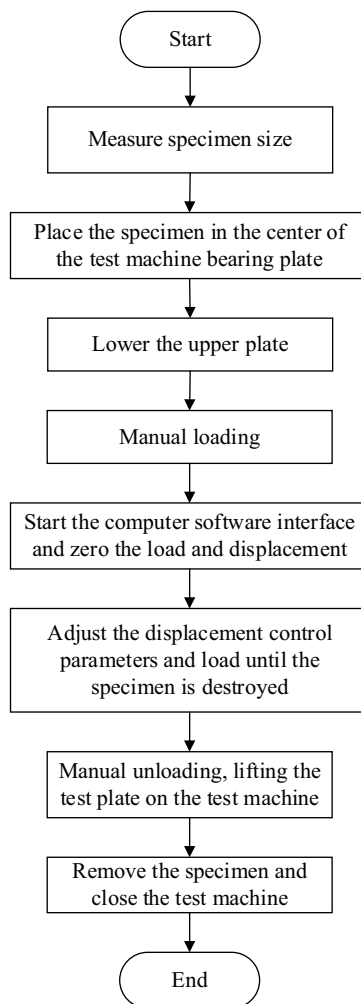 Start
Measure specimen size
Place the specimen in the center of
the test machine bearing plate
Lower the upper plate
Manual loading
Start the computer software interface
and zero the load and displacement
Adjust the displacement control
parameters and load until the
specimen is destroyed
Manual unloading, lifting the
test plate on the test machine
Remove the specimen and
close the test machine
End